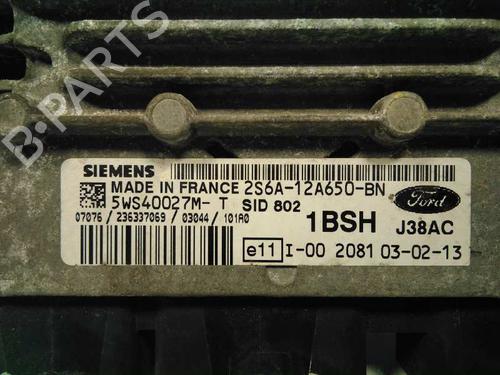 B-PARTS
SIEMENS
MADE IN FRANCE 2S6A-12A650-BN
5WS40027M- T SID 802
07076 / 236337069 / 03044 / 101A0
1BSH
Ford
J38AC
e11 I-00 2081 03-02-13